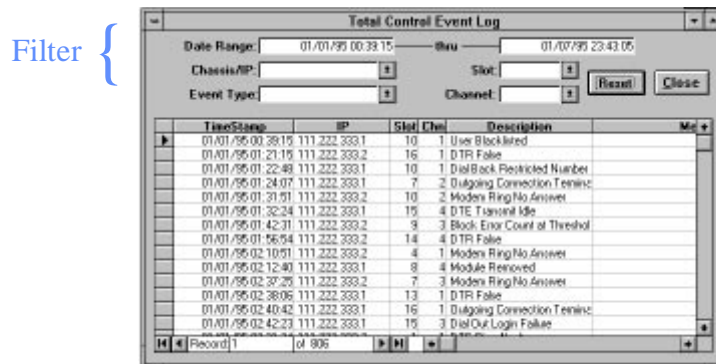 Total Control Event Log
Filter {
Date Range: 01/01/95 00:39:15 thru 01/07/95 23:43:05
Chassis/IP: Slot:
Event Type: Channel:
Reset Close
TimeStamp IP Slot Chn Description Me
01/01/95 00:39:15 111.222.333.1 10 1 User Blacklisted
01/01/95 01:21:15 111.222.333.2 16 1 DTR False
01/01/95 01:22:48 111.222.333.1 10 1 Dial Back Restricted Number
01/01/95 01:24:07 111.222.333.1 7 2 Outgoing Connection Termina
01/01/95 01:31:51 111.222.333.2 10 2 Modem Ring No Answer
01/01/95 01:32:24 111.222.333.1 15 4 DTE Transmit Idle
01/01/95 01:42:31 111.222.333.2 9 3 Block Error Count at Threshol
01/01/95 01:56:54 111.222.333.2 14 4 DTR False
01/01/95 02:10:51 111.222.333.1 4 1 Modem Ring No Answer
01/01/95 02:12:40 111.222.333.1 8 4 Module Removed
01/01/95 02:37:25 111.222.333.2 7 3 Modem Ring No Answer
01/01/95 02:38:06 111.222.333.1 13 1 DTR False
01/01/95 02:40:42 111.222.333.1 16 1 Outgoing Connection Termina
01/01/95 02:42:23 111.222.333.1 15 3 Dial Out Login Failure
Record: 1 of 806